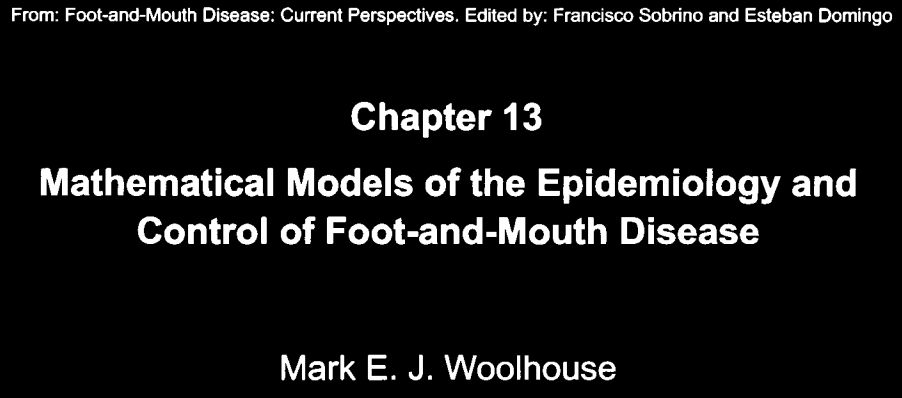 From: Foot-and-Mouth Disease: Current Perspectives. Edited by: Francisco Sobrino and Esteban Domingo
Chapter 13
Mathematical Models of the Epidemiology and
Control of Foot-and-Mouth Disease
Mark E. J. Woolhouse